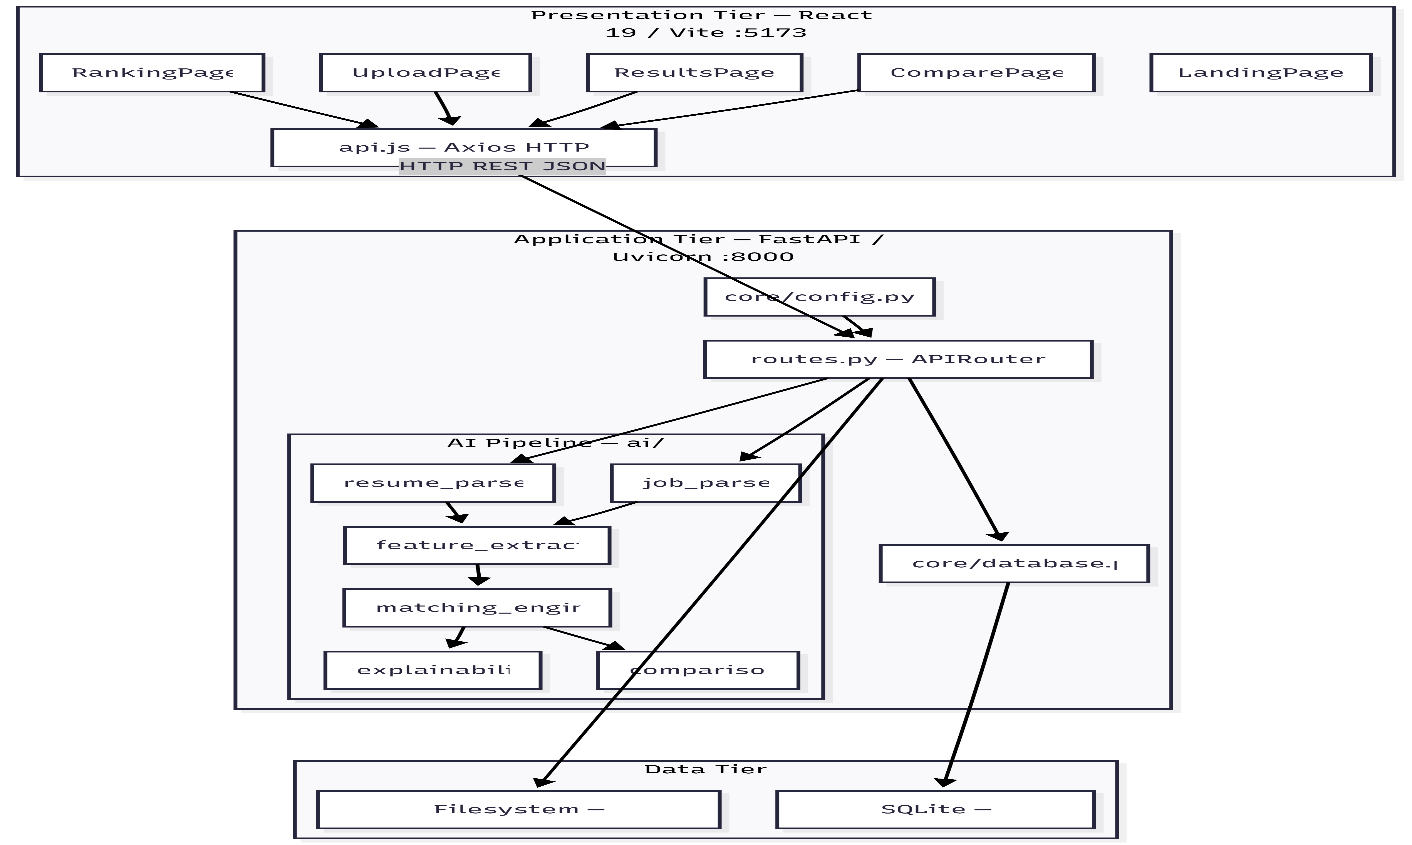 Presentation Tier — React
19 / Vite :5173
RankingPage
UploadPage
ResultsPage
ComparePage
LandingPage
api.js — Axios HTTP
HTTP REST JSON
Application Tier — FastAPI /
Uvicorn :8000
core/config.py
routes.py — APIRouter
AI Pipeline — ai/
resume_parse
job_parse
feature_extrac
core/database.
matching_engin
explainabili
compariso
Data Tier
Filesystem —
SQLite —